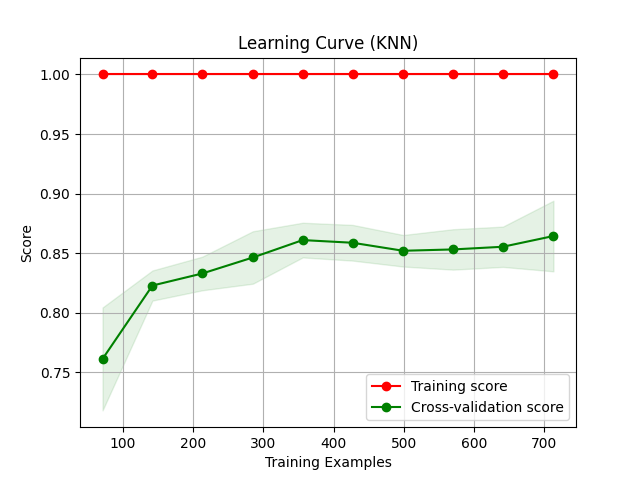 Learning Curve (KNN)
1.00
0.95
0.90
0.85
0.80
0.75
Score
100 200 300 400 500 600 700
Training Examples
Training score
Cross-validation score